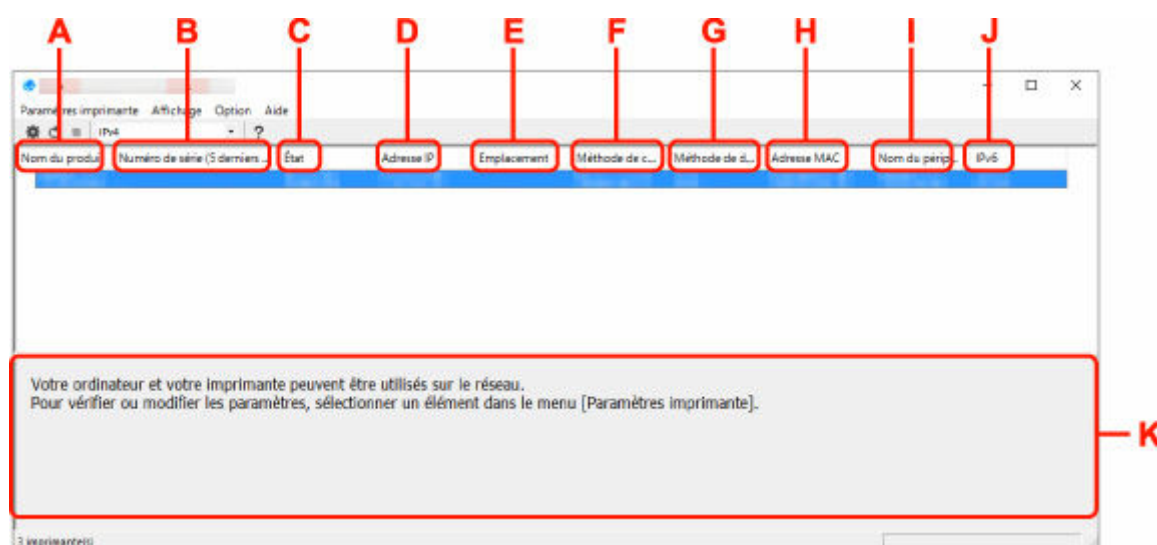 A B C D E F G H I J
Paramètres imprimante Affichage Option Aide
IPv4 ?
Nom du produi Numéro de série (5 derniers ... État Adresse IP Emplacement Méthode de c... Méthode de d... Adresse MAC Nom du périp... IPv6
Votre ordinateur et votre imprimante peuvent être utilisés sur le réseau.
Pour vérifier ou modifier les paramètres, sélectionner un élément dans le menu [Paramètres imprimante].
K
3 imprimante(s)